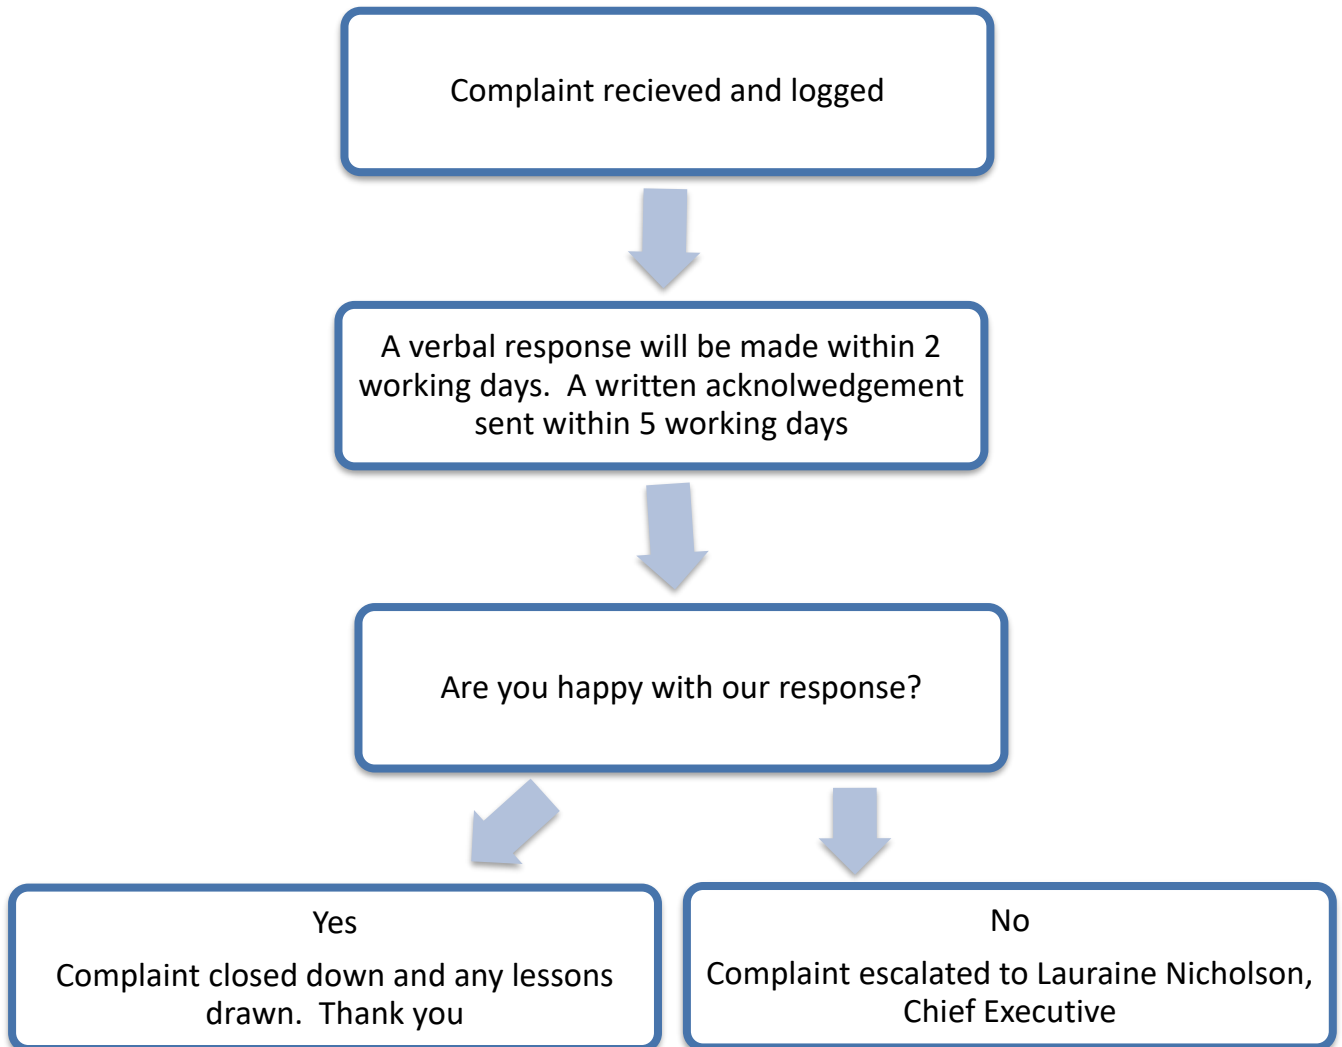 Complaint recieved and logged
A verbal response will be made within 2
working days.  A written acknolwedgement
sent within 5 working days
Are you happy with our response?
Yes
Complaint closed down and any lessons
drawn.  Thank you
No
Complaint escalated to Lauraine Nicholson,
Chief Executive